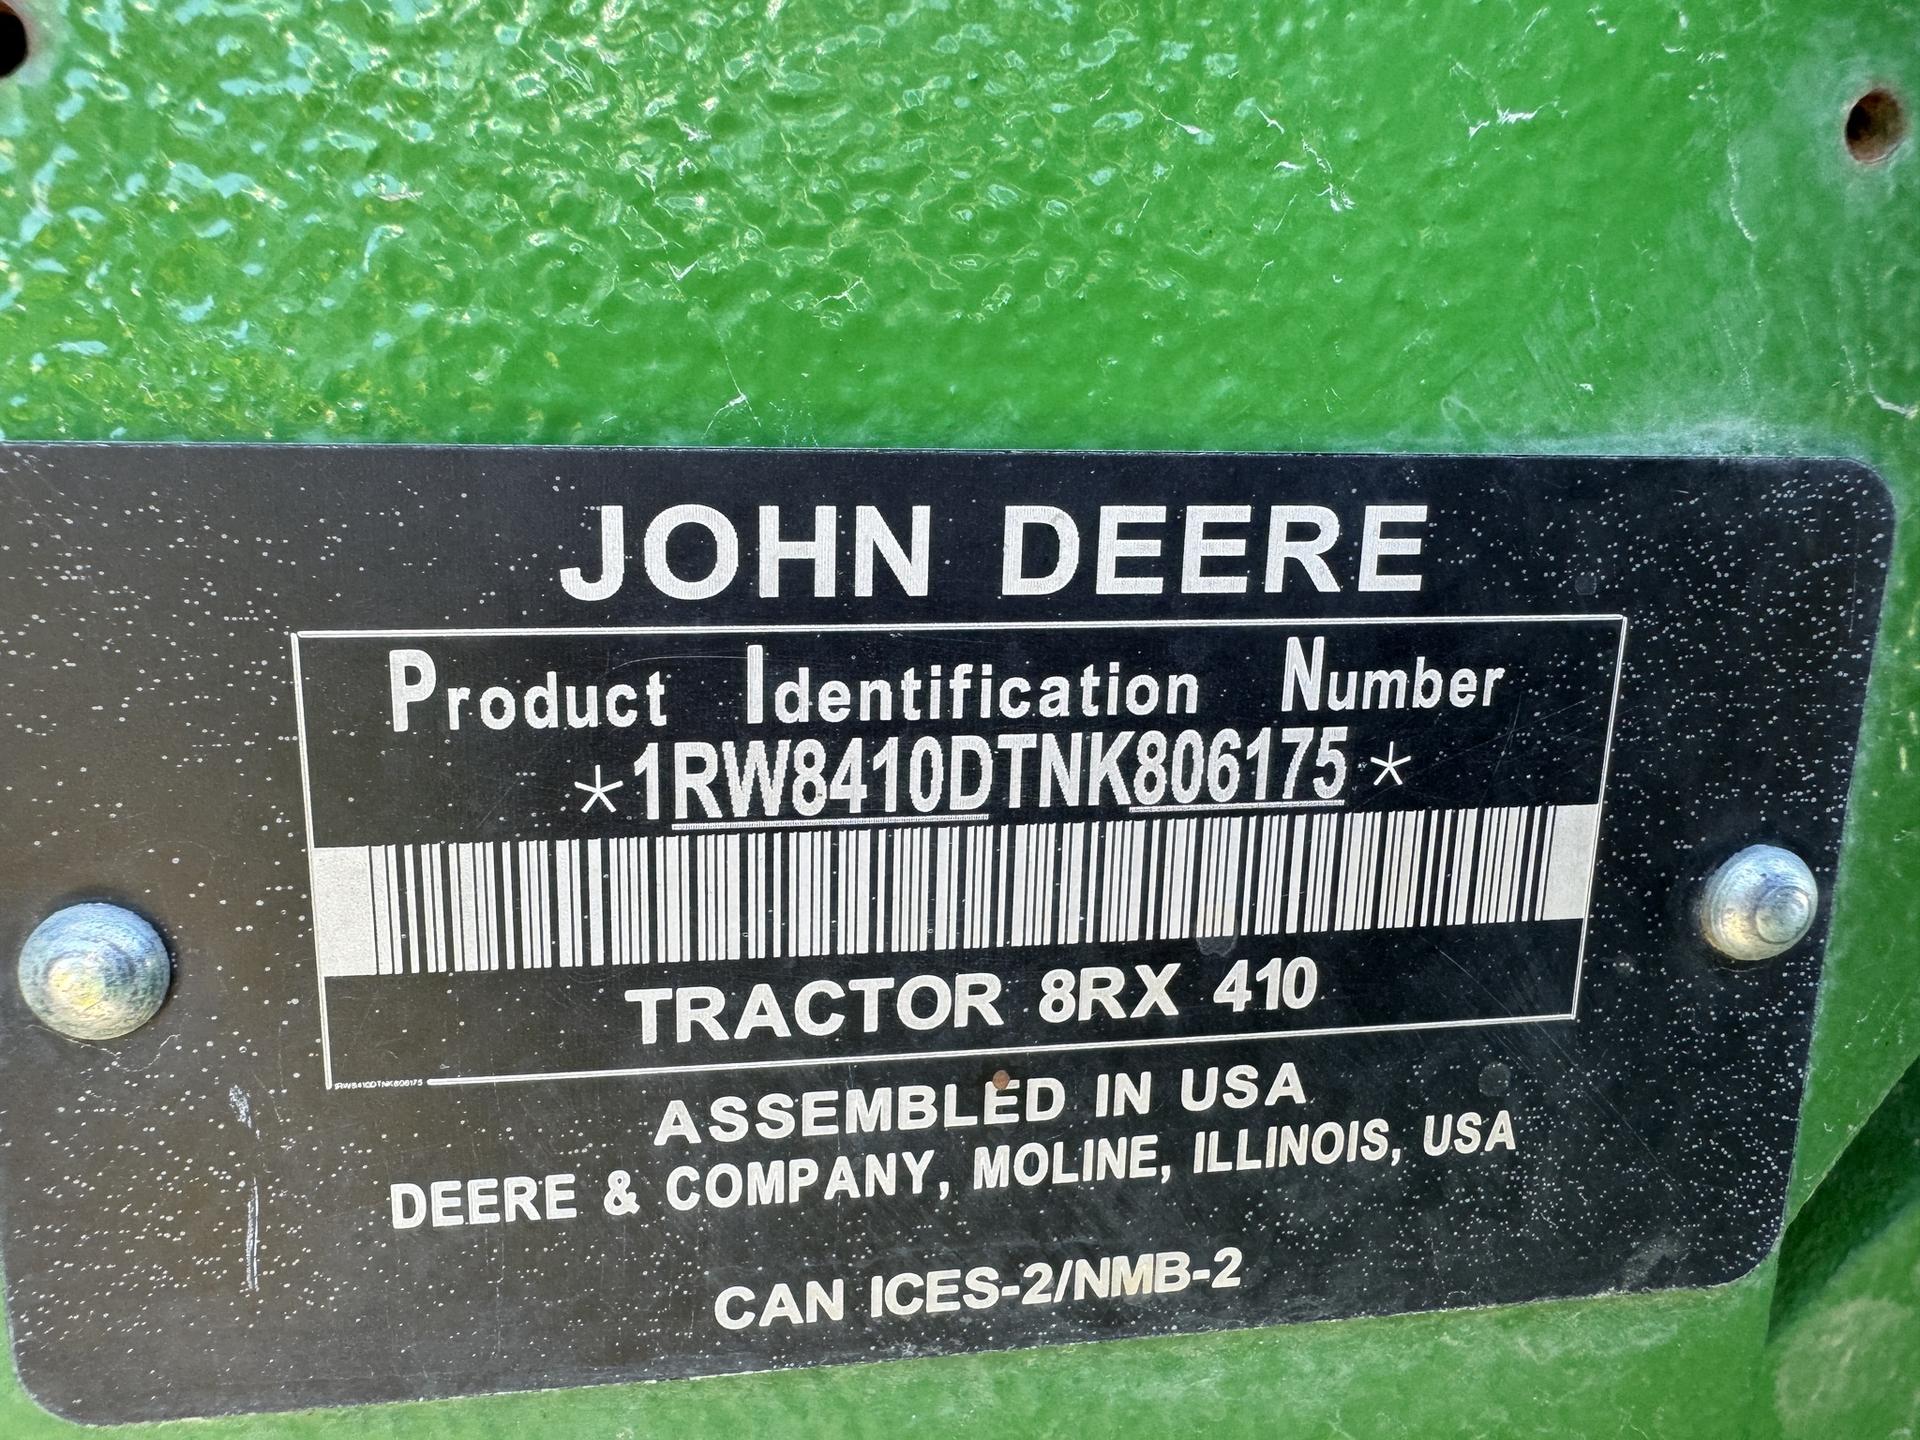 JOHN DEERE
Product Identification Number
*1RW8410DTNK806175*
TRACTOR 8RX 410
1RW8410DTNK806175
ASSEMBLED IN USA
DEERE & COMPANY, MOLINE, ILLINOIS, USA
CAN ICES-2/NMB-2